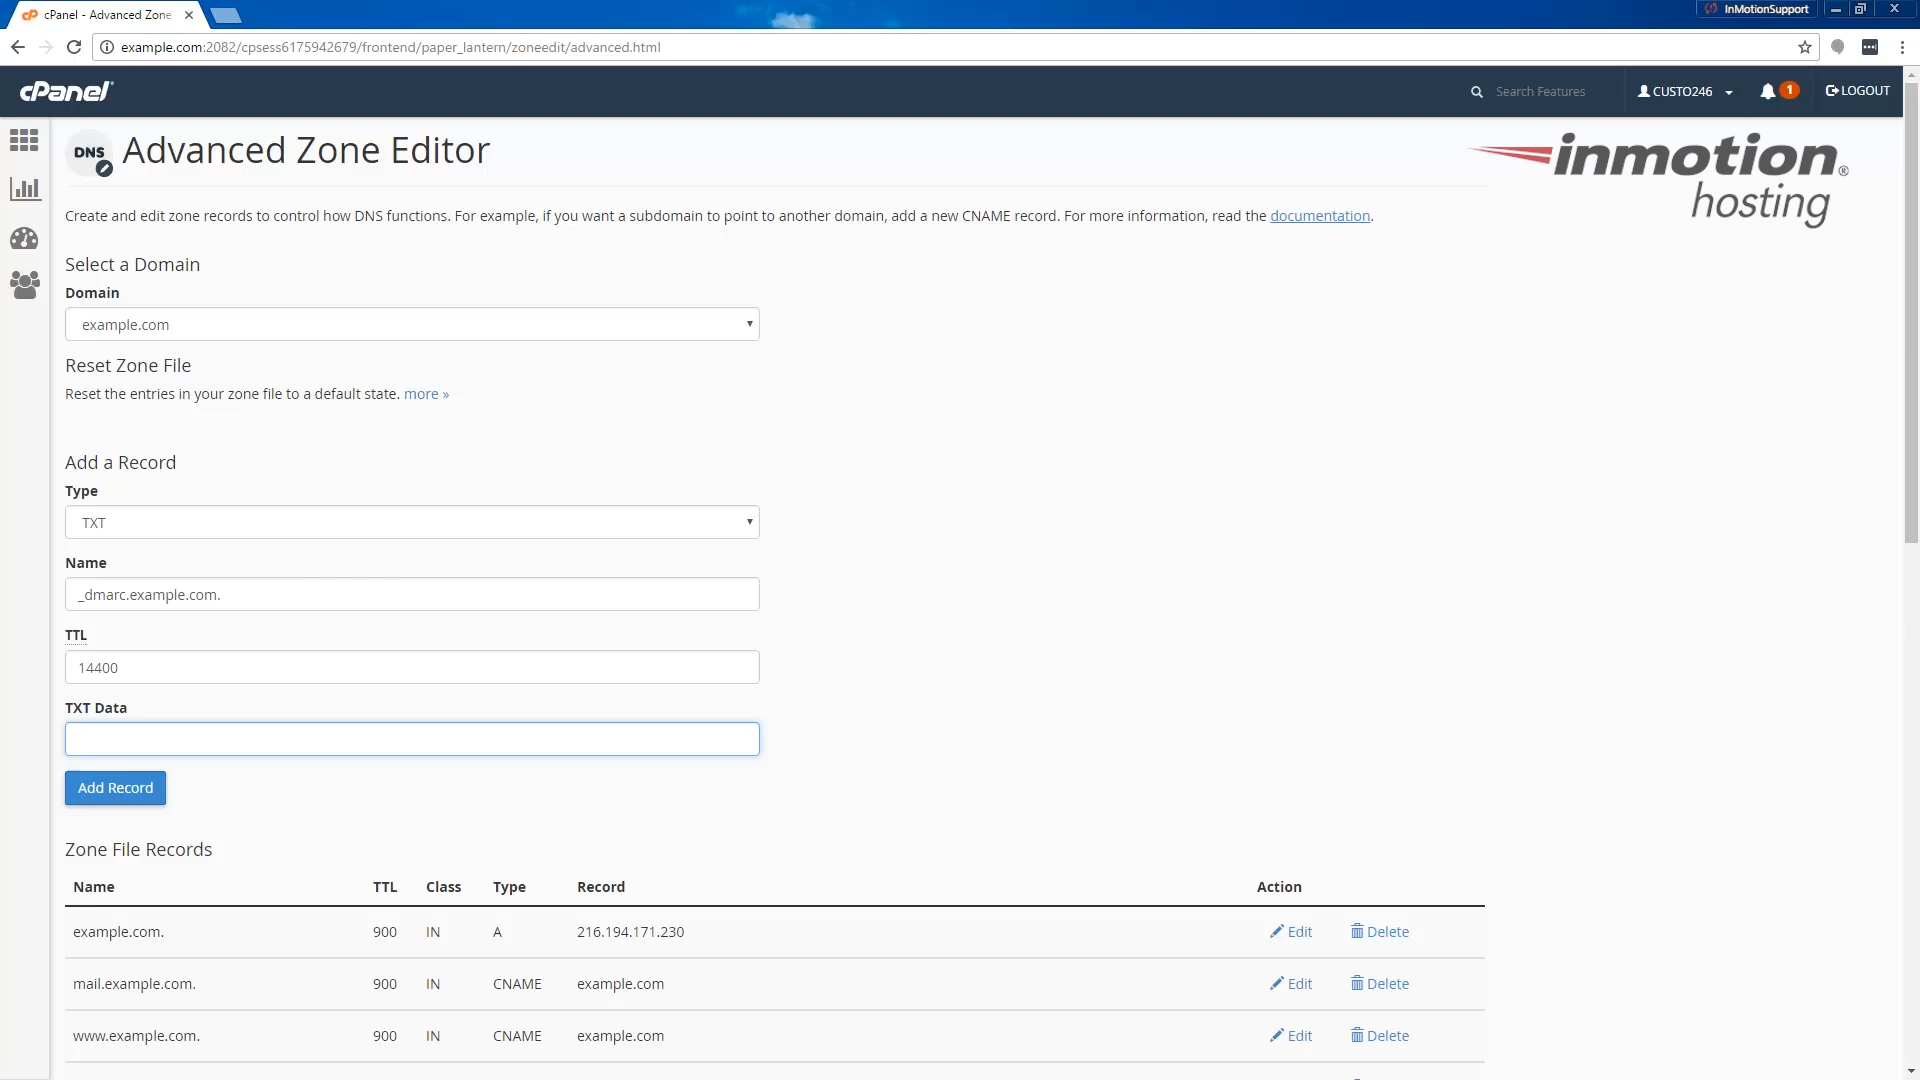 cPanel - Advanced Zone
InMotionSupport
example.com:2082/cpsess6175942679/frontend/paper_lantern/zoneedit/advanced.html
cPanel
Search Features
CUSTO246
1
LOGOUT
DNS
Advanced Zone Editor
inmotion®
hosting
Create and edit zone records to control how DNS functions. For example, if you want a subdomain to point to another domain, add a new CNAME record. For more information, read the documentation.
Select a Domain
Domain
example.com
Reset Zone File
Reset the entries in your zone file to a default state. more »
Add a Record
Type
TXT
Name
_dmarc.example.com.
TTL
14400
TXT Data
Add Record
Zone File Records
Name TTL Class Type Record Action
example.com. 900 IN A 216.194.171.230 Edit Delete
mail.example.com. 900 IN CNAME example.com Edit Delete
www.example.com. 900 IN CNAME example.com Edit Delete